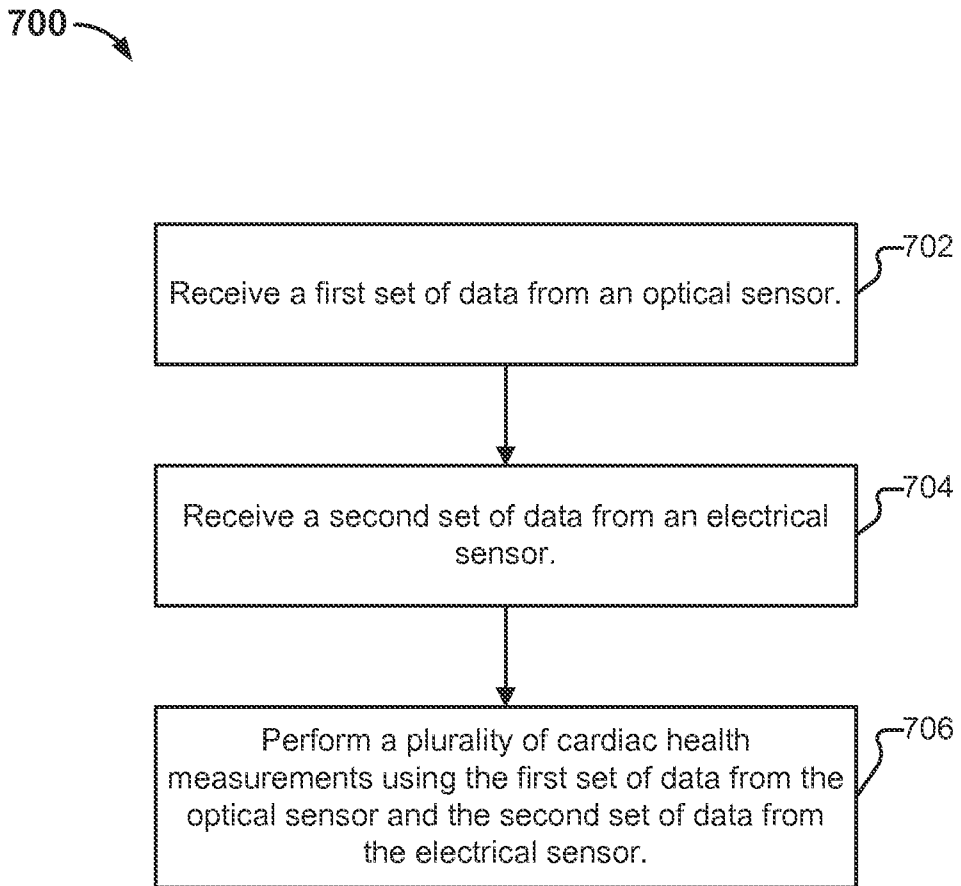 700
702
Receive a first set of data from an optical sensor.
704
Receive a second set of data from an electrical
sensor.
706
Perform a plurality of cardiac health
measurements using the first set of data from the
optical sensor and the second set of data from
the electrical sensor.